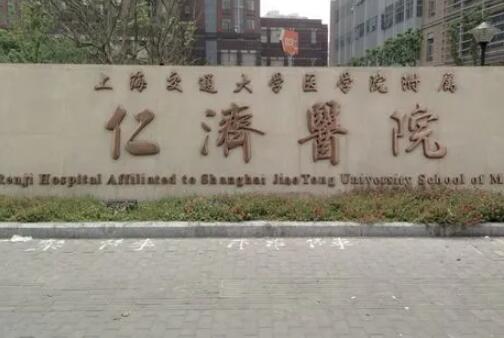 上海交通大学医学院附属
仁濟醫院
Renji Hospital Affiliated to Shanghai JiaoTong University School of M